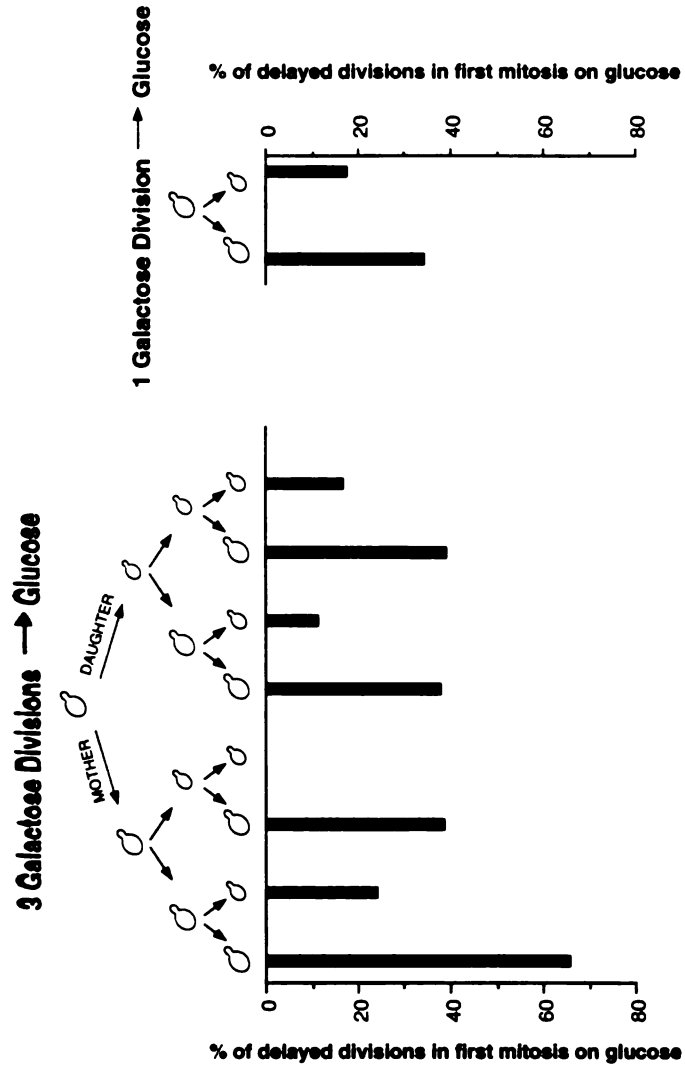 3 Galactose Divisions → Glucose
MOTHER
DAUGHTER
% of delayed divisions in first mitosis on glucose
0
20
40
60
80
1 Galactose Division → Glucose
% of delayed divisions in first mitosis on glucose
0
20
40
60
80